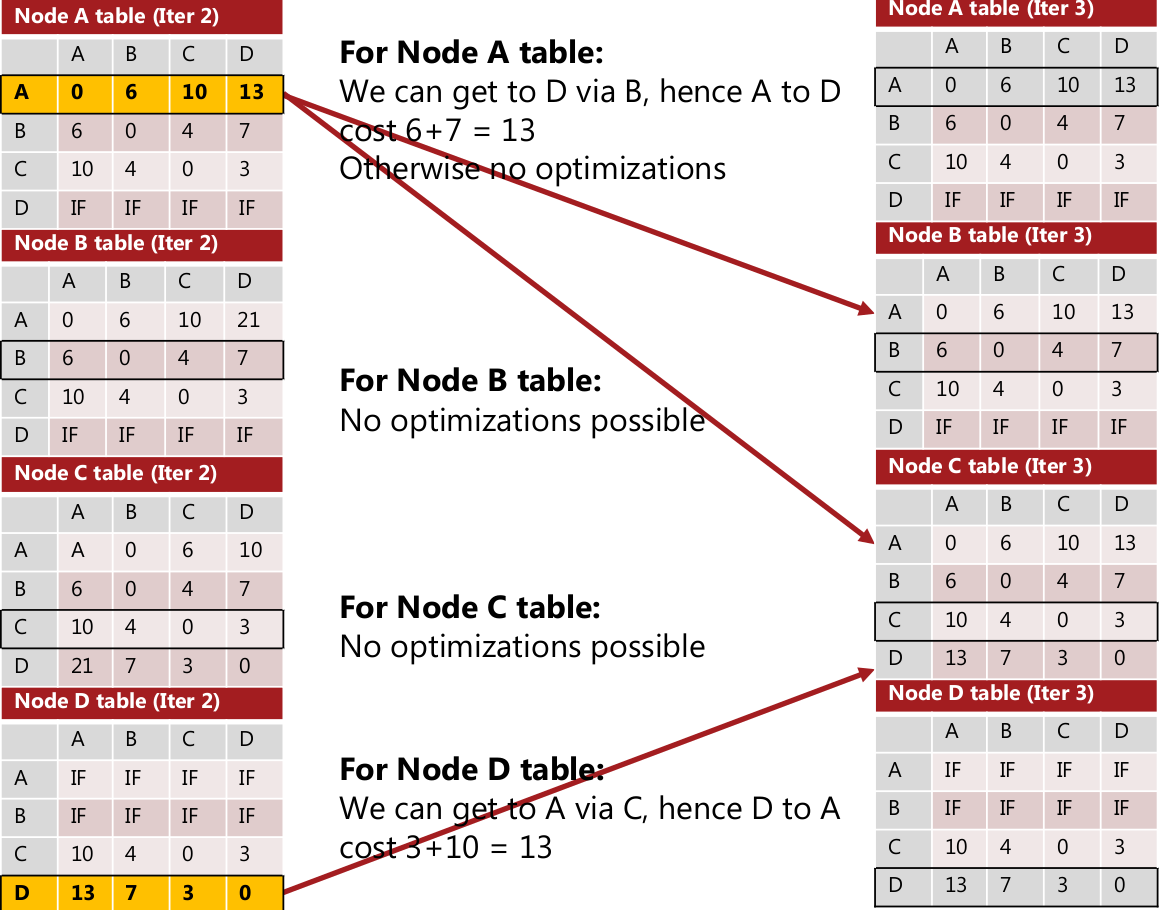 Node A table (Iter 2)
A B C D
A 0 6 10 13
B 6 0 4 7
C 10 4 0 3
D IF IF IF IF
Node B table (Iter 2)
A B C D
A 0 6 10 21
B 6 0 4 7
C 10 4 0 3
D IF IF IF IF
Node C table (Iter 2)
A B C D
A A 0 6 10
B 6 0 4 7
C 10 4 0 3
D 21 7 3 0
Node D table (Iter 2)
A B C D
A IF IF IF IF
B IF IF IF IF
C 10 4 0 3
D 13 7 3 0
For Node A table:
We can get to D via B, hence A to D
cost 6+7 = 13
Otherwise no optimizations
For Node B table:
No optimizations possible
For Node C table:
No optimizations possible
For Node D table:
We can get to A via C, hence D to A
cost 3+10 = 13
Node A table (Iter 3)
A B C D
A 0 6 10 13
B 6 0 4 7
C 10 4 0 3
D IF IF IF IF
Node B table (Iter 3)
A B C D
A 0 6 10 13
B 6 0 4 7
C 10 4 0 3
D IF IF IF IF
Node C table (Iter 3)
A B C D
A 0 6 10 13
B 6 0 4 7
C 10 4 0 3
D 13 7 3 0
Node D table (Iter 3)
A B C D
A IF IF IF IF
B IF IF IF IF
C 10 4 0 3
D 13 7 3 0